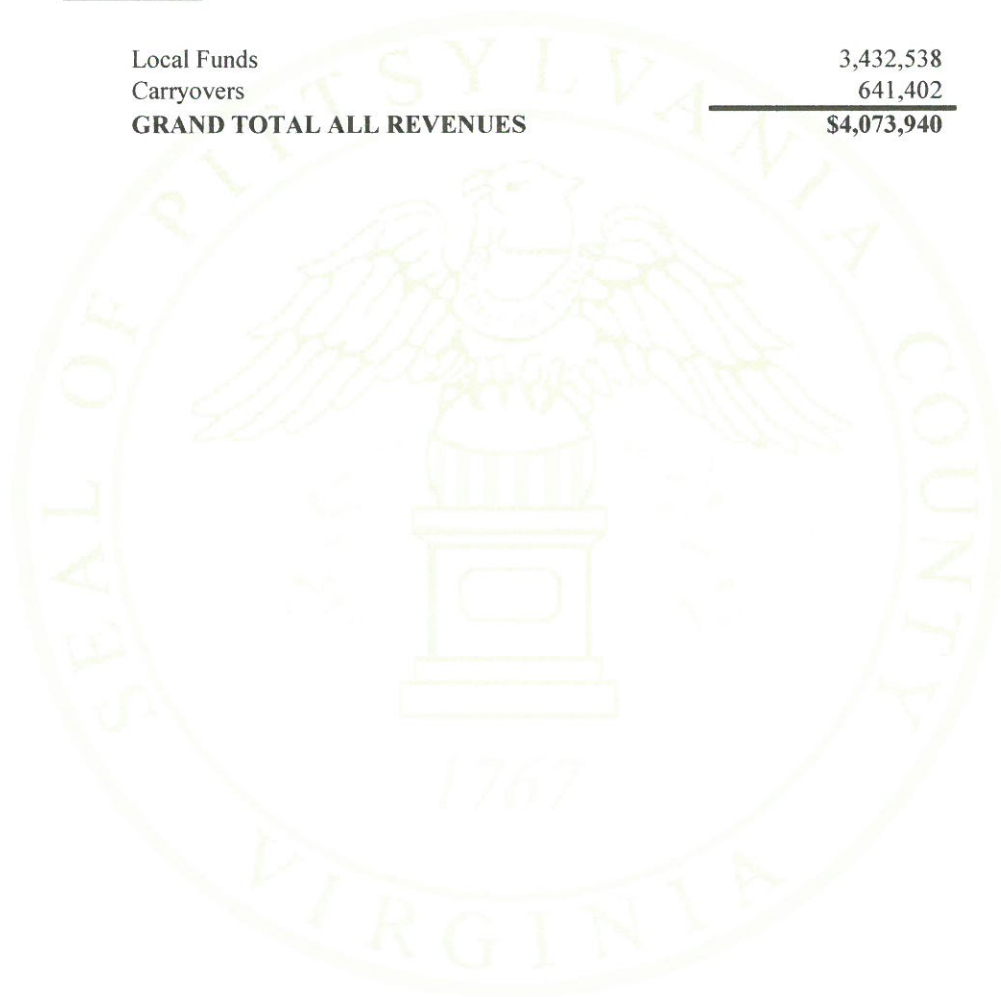 Local Funds 3,432,538
Carryovers 641,402
GRAND TOTAL ALL REVENUES $4,073,940
SEAL OF PITTSYLVANIA COUNTY
1767
VIRGINIA